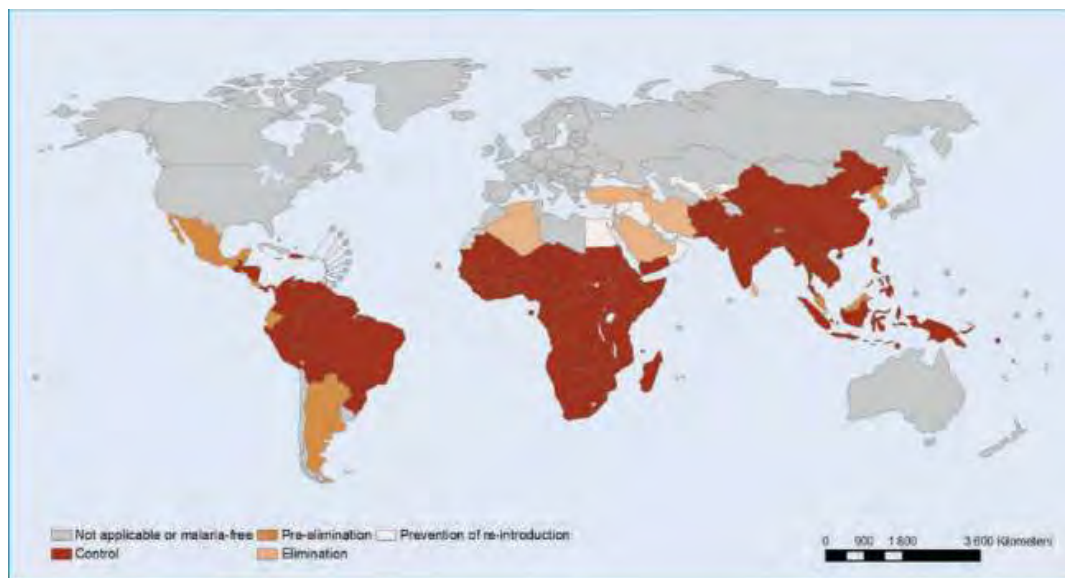 Not applicable or malaria-free Pre-elimination Prevention of re-introduction
Control Elimination
0 900 1 800 3 600 Kilometers